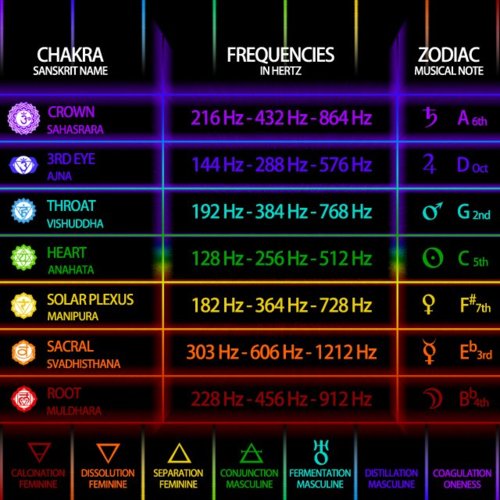 CHAKRA
SANSKRIT NAME
FREQUENCIES
IN HERTZ
ZODIAC
MUSICAL NOTE
CROWN
SAHASRARA
216 Hz - 432 Hz - 864 Hz
♄ A 6th
3RD EYE
AJNA
144 Hz - 288 Hz - 576 Hz
♃ D Oct
THROAT
VISHUDDHA
192 Hz - 384 Hz - 768 Hz
♂ G 2nd
HEART
ANAHATA
128 Hz - 256 Hz - 512 Hz
☉ C 5th
SOLAR PLEXUS
MANIPURA
182 Hz - 364 Hz - 728 Hz
♀ F# 7th
SACRAL
SVADHISTHANA
303 Hz - 606 Hz - 1212 Hz
☿ Eb 3rd
ROOT
MULDHARA
228 Hz - 456 Hz - 912 Hz
☽ Bb 4th
CALCINATION
FEMININE
DISSOLUTION
FEMININE
SEPARATION
FEMININE
CONJUNCTION
MASCULINE
FERMENTATION
MASCULINE
DISTILLATION
MASCULINE
COAGULATION
ONENESS